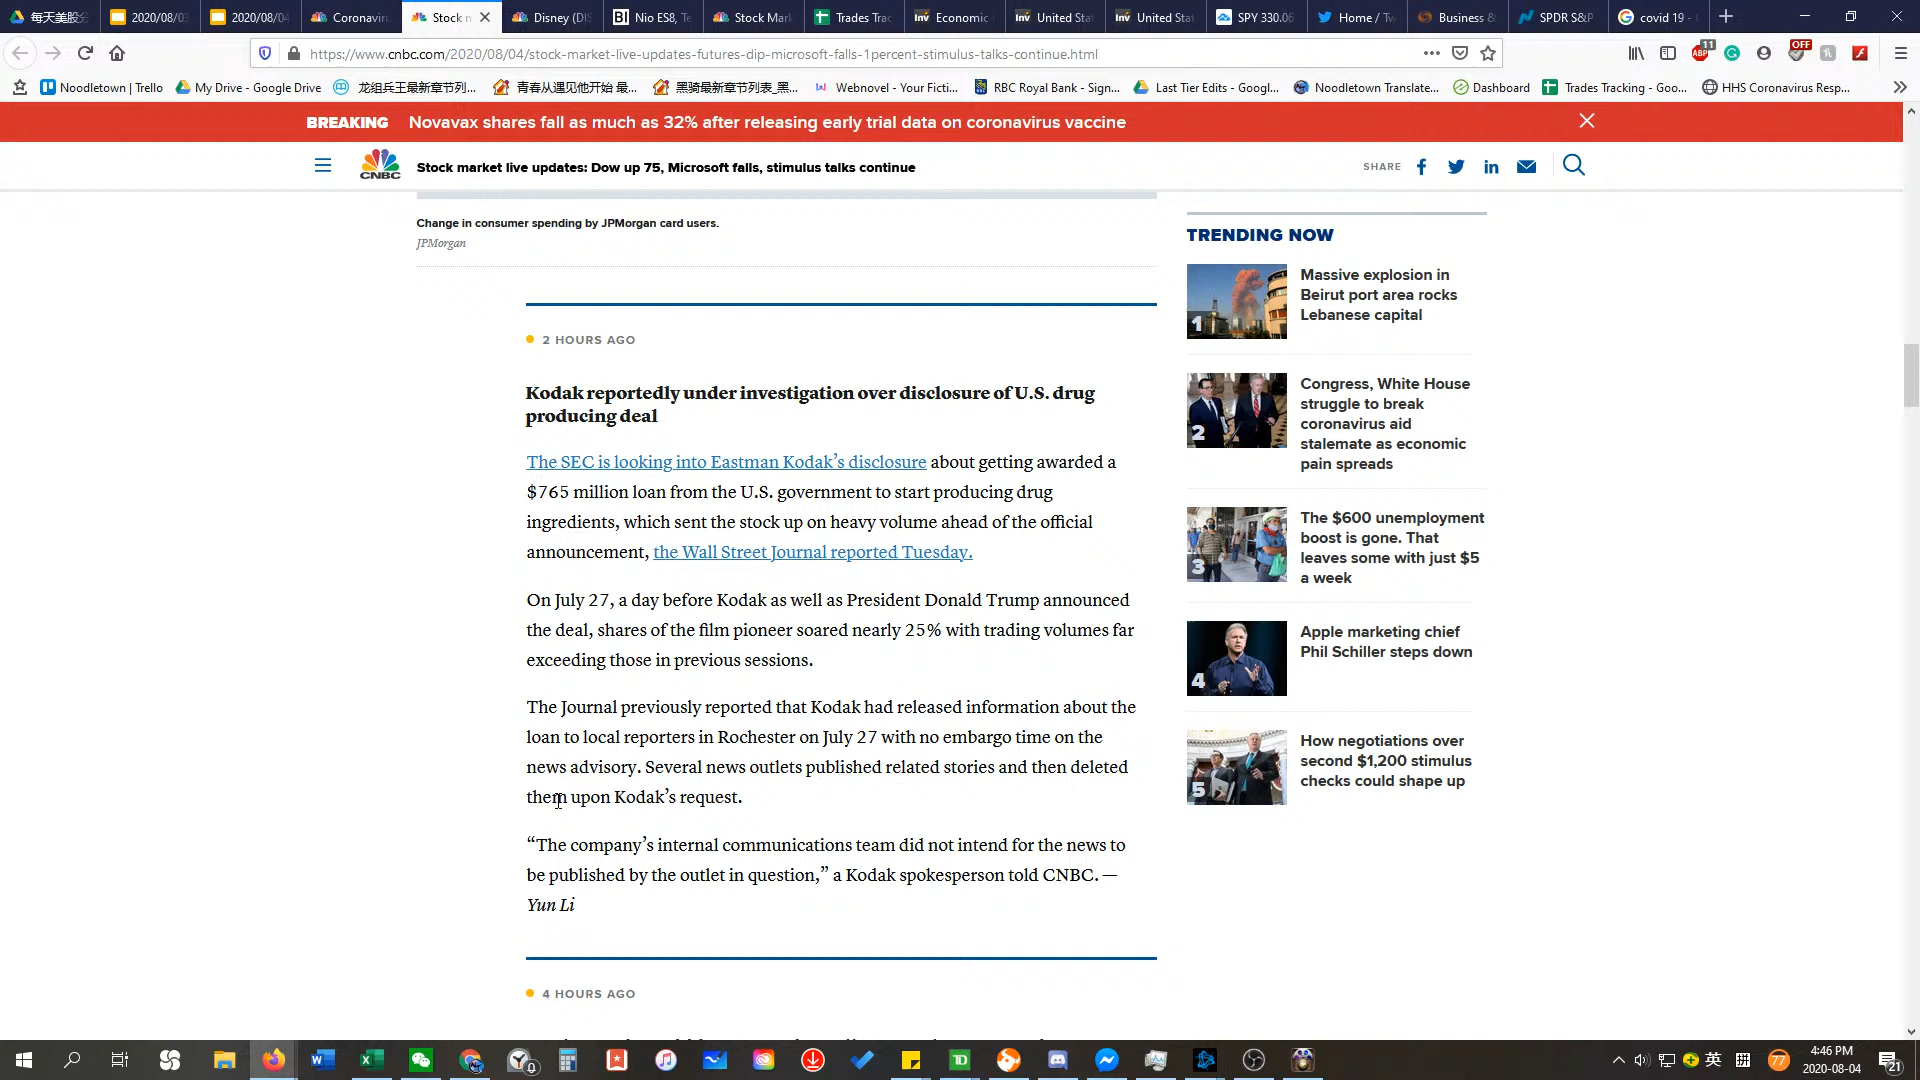 每天美股
2020/08/0
2020/08/04
Coronaviru
Stock n
Disney (DI
Nio ES8, Te
Stock Mar
Trades Tra
Economic
United Sta
United Sta
SPY 330.06
Home / Tw
Business &
SPDR S&P
covid 19 -
https://www.cnbc.com/2020/08/04/stock-market-live-updates-futures-dip-microsoft-falls-1percent-stimulus-talks-continue.html
11
OFF
Noodletown | Trello
My Drive - Google Drive
龙组兵王最新章节列...
青春从遇见他开始 最...
黑骑最新章节列表_黑...
Webnovel - Your Ficti...
RBC Royal Bank - Sign...
Last Tier Edits - Googl...
Noodletown Translate...
Dashboard
Trades Tracking - Goo...
HHS Coronavirus Resp...
BREAKING Novavax shares fall as much as 32% after releasing early trial data on coronavirus vaccine
CNBC
Stock market live updates: Dow up 75, Microsoft falls, stimulus talks continue
SHARE
Change in consumer spending by JPMorgan card users.
JPMorgan
2 HOURS AGO
Kodak reportedly under investigation over disclosure of U.S. drug
producing deal
The SEC is looking into Eastman Kodak’s disclosure about getting awarded a
$765 million loan from the U.S. government to start producing drug
ingredients, which sent the stock up on heavy volume ahead of the official
announcement, the Wall Street Journal reported Tuesday.
On July 27, a day before Kodak as well as President Donald Trump announced
the deal, shares of the film pioneer soared nearly 25% with trading volumes far
exceeding those in previous sessions.
The Journal previously reported that Kodak had released information about the
loan to local reporters in Rochester on July 27 with no embargo time on the
news advisory. Several news outlets published related stories and then deleted
them upon Kodak’s request.
“The company’s internal communications team did not intend for the news to
be published by the outlet in question,” a Kodak spokesperson told CNBC. —
Yun Li
4 HOURS AGO
TRENDING NOW
1
Massive explosion in
Beirut port area rocks
Lebanese capital
2
Congress, White House
struggle to break
coronavirus aid
stalemate as economic
pain spreads
3
The $600 unemployment
boost is gone. That
leaves some with just $5
a week
4
Apple marketing chief
Phil Schiller steps down
5
How negotiations over
second $1,200 stimulus
checks could shape up
英
拼
77
4:46 PM
2020-08-04
21